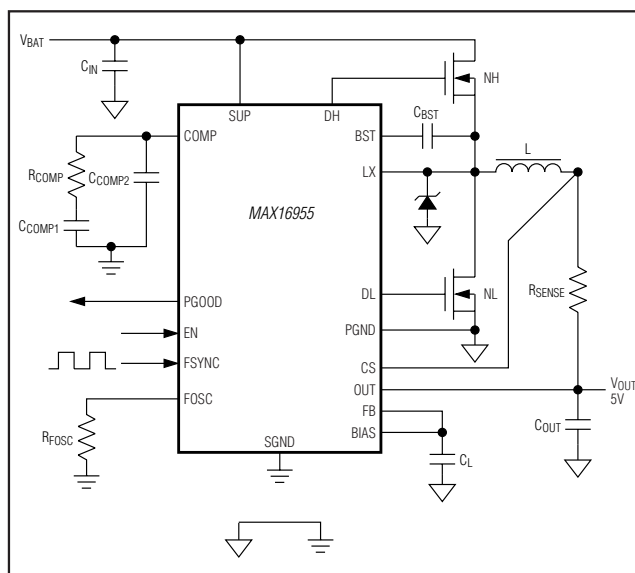 VBAT
CIN
NH
SUP
DH
CBST
COMP
BST
L
RCOMP
CCOMP2
LX
CCOMP1
MAX16955
PGOOD
DL
NL
RSENSE
EN
PGND
FSYNC
CS
FOSC
OUT
VOUT
5V
FB
RFOSC
BIAS
COUT
SGND
CL